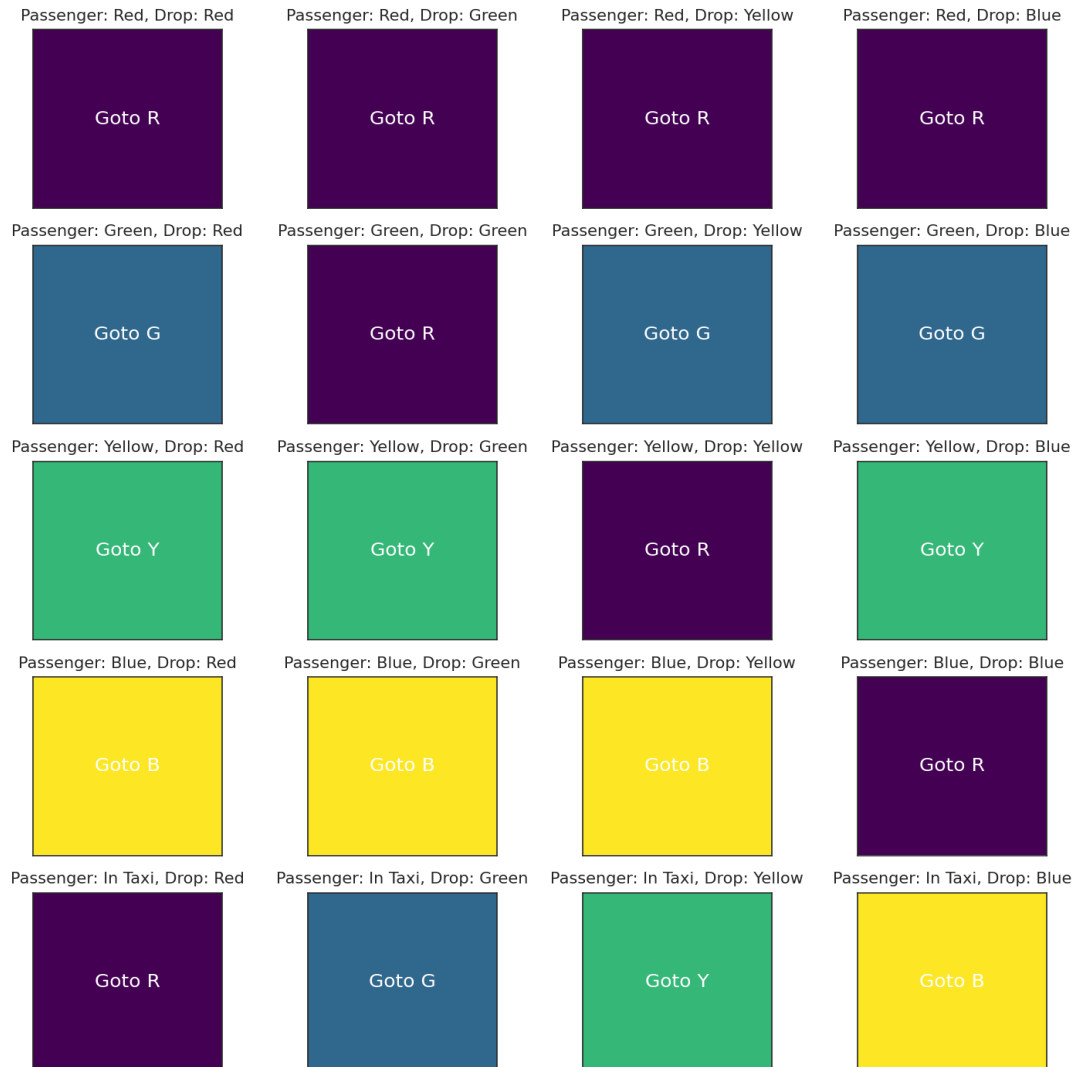 Passenger: Red, Drop: Red
Passenger: Red, Drop: Green
Passenger: Red, Drop: Yellow
Passenger: Red, Drop: Blue
Goto R
Goto R
Goto R
Goto R
Passenger: Green, Drop: Red
Passenger: Green, Drop: Green
Passenger: Green, Drop: Yellow
Passenger: Green, Drop: Blue
Goto G
Goto R
Goto G
Goto G
Passenger: Yellow, Drop: Red
Passenger: Yellow, Drop: Green
Passenger: Yellow, Drop: Yellow
Passenger: Yellow, Drop: Blue
Goto Y
Goto Y
Goto R
Goto Y
Passenger: Blue, Drop: Red
Passenger: Blue, Drop: Green
Passenger: Blue, Drop: Yellow
Passenger: Blue, Drop: Blue
Goto B
Goto B
Goto B
Goto R
Passenger: In Taxi, Drop: Red
Passenger: In Taxi, Drop: Green
Passenger: In Taxi, Drop: Yellow
Passenger: In Taxi, Drop: Blue
Goto R
Goto G
Goto Y
Goto B